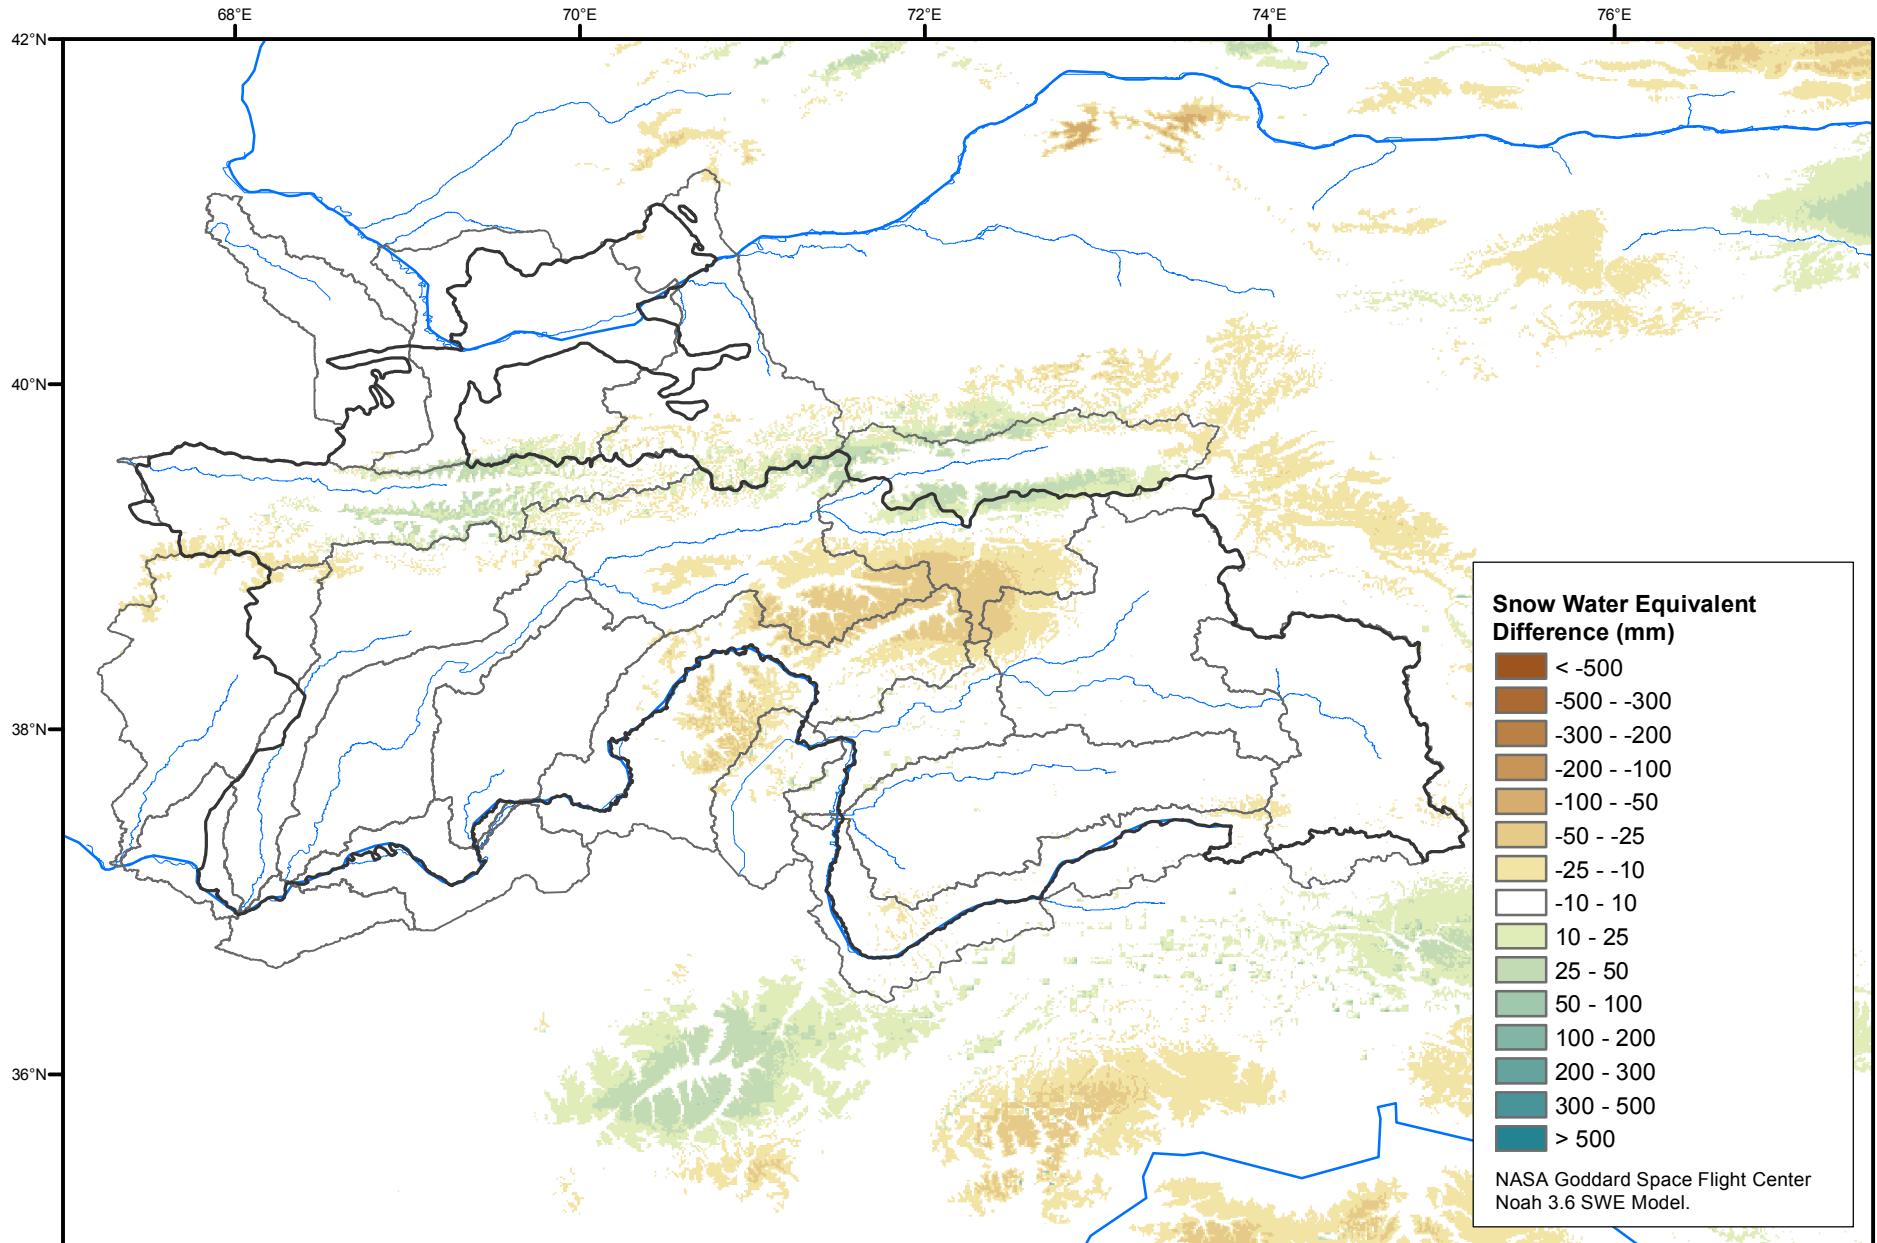 68°E
70°E
72°E
74°E
76°E
42°N
40°N
38°N
36°N
Snow Water Equivalent
Difference (mm)
< -500
-500 - -300
-300 - -200
-200 - -100
-100 - -50
-50 - -25
-25 - -10
-10 - 10
10 - 25
25 - 50
50 - 100
100 - 200
200 - 300
300 - 500
> 500
NASA Goddard Space Flight Center
Noah 3.6 SWE Model.